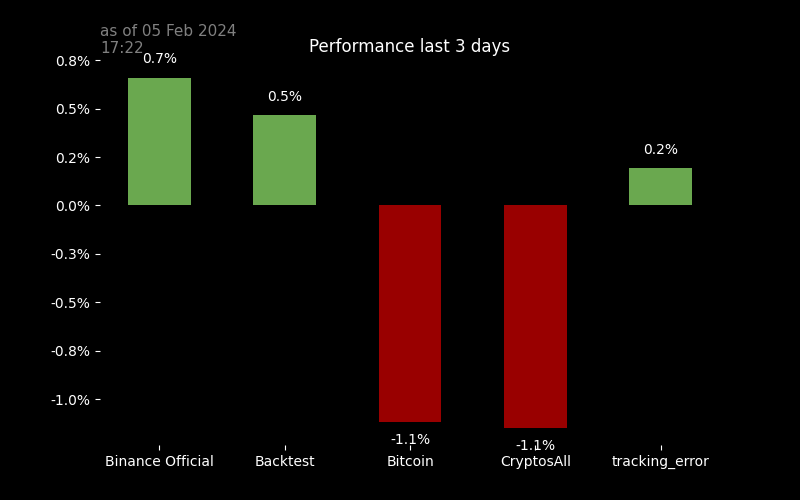 as of 05 Feb 2024
17:22
Performance last 3 days
0.8%
0.5%
0.2%
0.0%
-0.3%
-0.5%
-0.8%
-1.0%
0.7%
0.5%
-1.1%
-1.1%
0.2%
Binance Official
Backtest
Bitcoin
CryptosAll
tracking_error